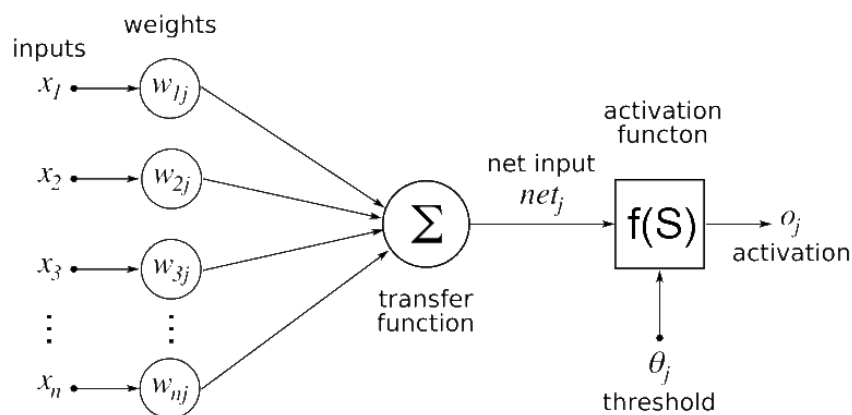 inputs
weights
x1
w1j
x2
w2j
x3
w3j
⋮
⋮
xn
wnj
Σ
transfer
function
net input
netj
activation
functon
f(S)
oj
activation
θj
threshold